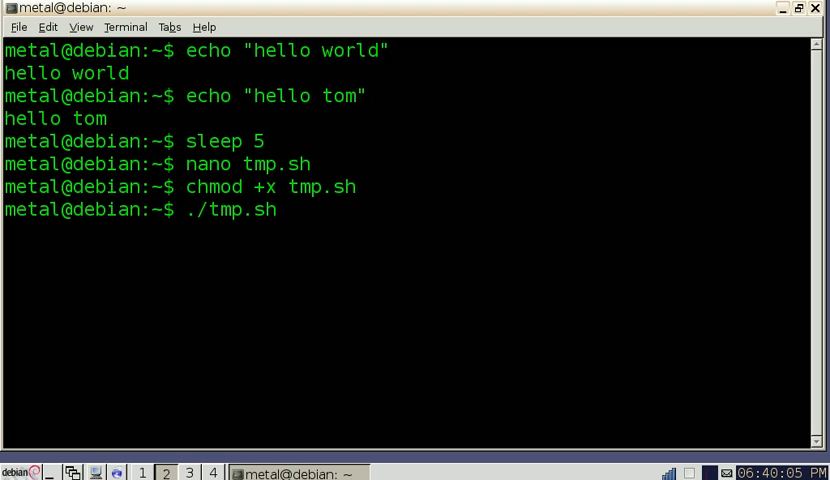 metal@debian: ~
File Edit View Terminal Tabs Help
metal@debian:~$ echo "hello world"
hello world
metal@debian:~$ echo "hello tom"
hello tom
metal@debian:~$ sleep 5
metal@debian:~$ nano tmp.sh
metal@debian:~$ chmod +x tmp.sh
metal@debian:~$ ./tmp.sh
debian 1 2 3 4 metal@debian: ~ 06:40:05 PM